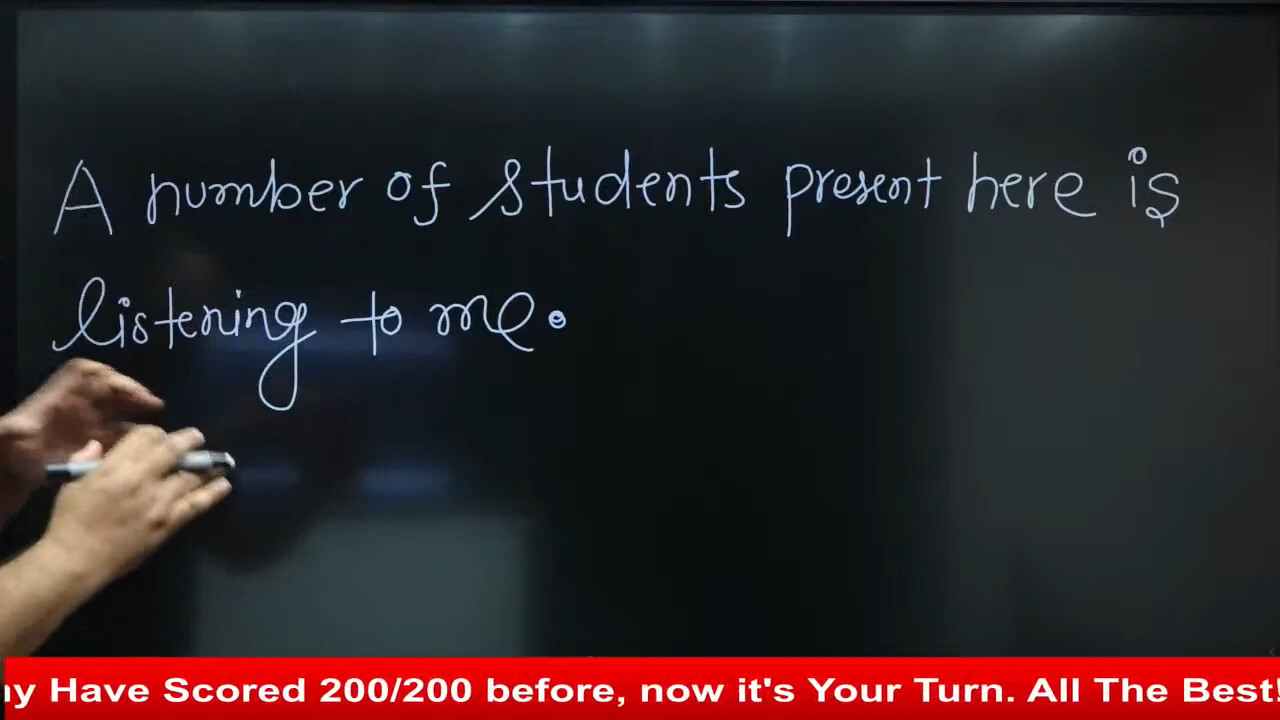 A number of students present here is
listening to me.
ny Have Scored 200/200 before, now it's Your Turn. All The Best!